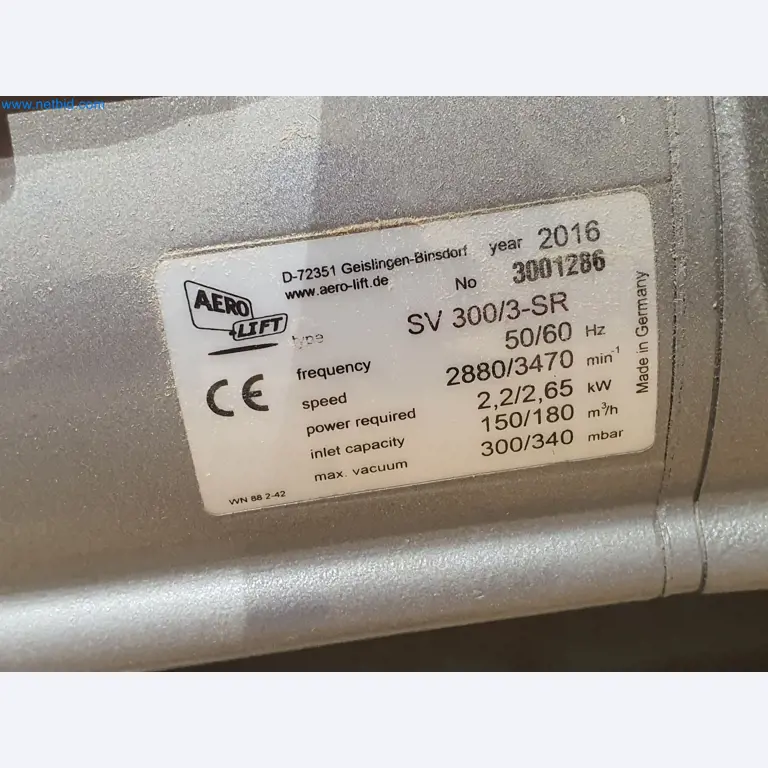 www.netbid.com
AERO
LIFT
D-72351 Geislingen-Binsdorf year 2016
www.aero-lift.de No 3001286
type SV 300/3-SR
frequency 50/60 Hz
speed 2880/3470 min-1
power required 2,2/2,65 kW
inlet capacity 150/180 m³/h
max. vacuum 300/340 mbar
CE
WN 88 2-42
Made in Germany